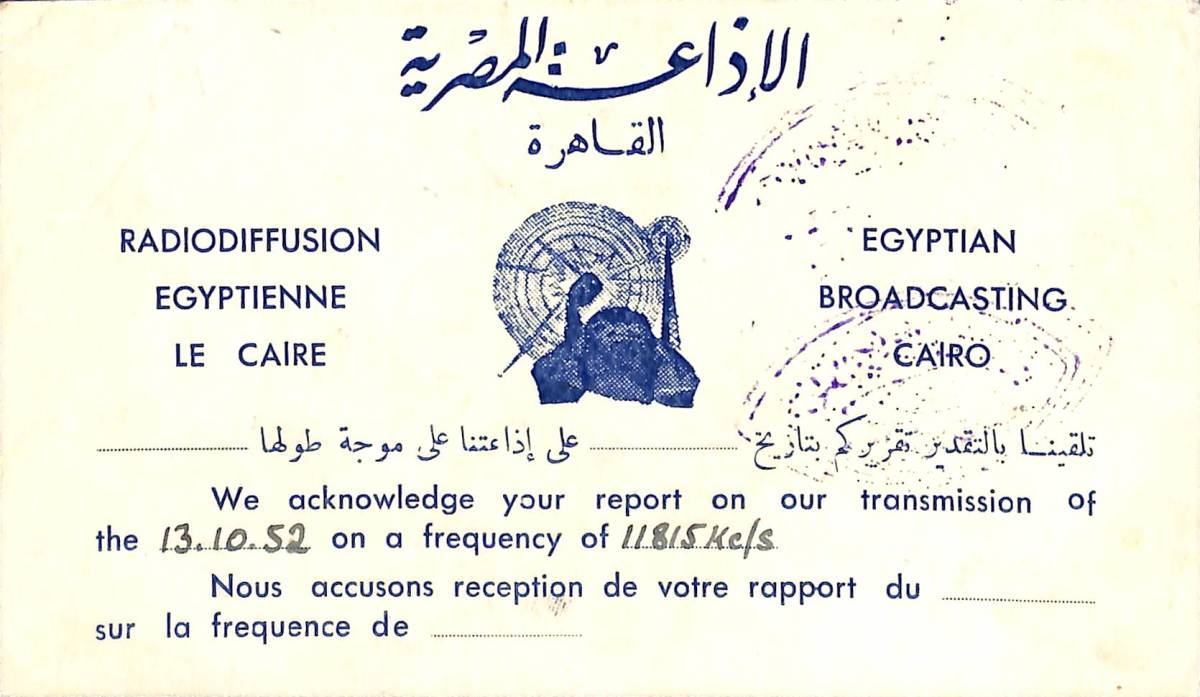 الإذاعة المصرية
القاهرة
RADIODIFFUSION
EGYPTIENNE
LE CAIRE
EGYPTIAN
BROADCASTING
CAIRO
تلقينا بالتقدير تقريركم بتاريخ ........ على إذاعتنا على موجة طولها ........
We acknowledge your report on our transmission of
the 13.10.52 on a frequency of 11815 Kc/s
Nous accusons reception de votre rapport du ........
sur la frequence de ........